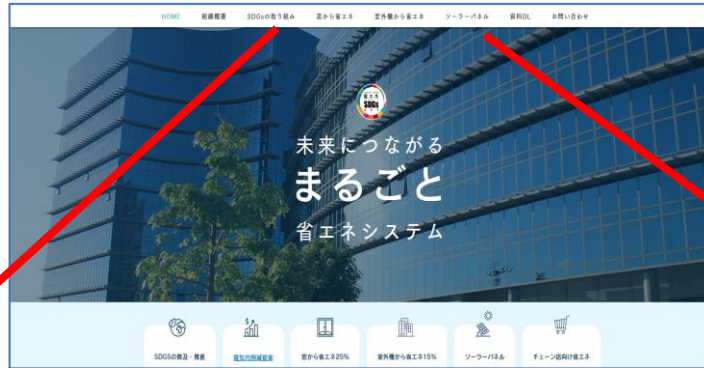 HOME 組織概要 SDGsの取り組み 窓から省エネ 室外機から省エネ ソーラーパネル 資料DL お問い合わせ
省エネ
SDGs
未来につながる
まるごと
省エネシステム
SDGSの普及・推進 電気代削減提案 窓から省エネ25% 室外機から省エネ15% ソーラーパネル チェーン店向け省エネ